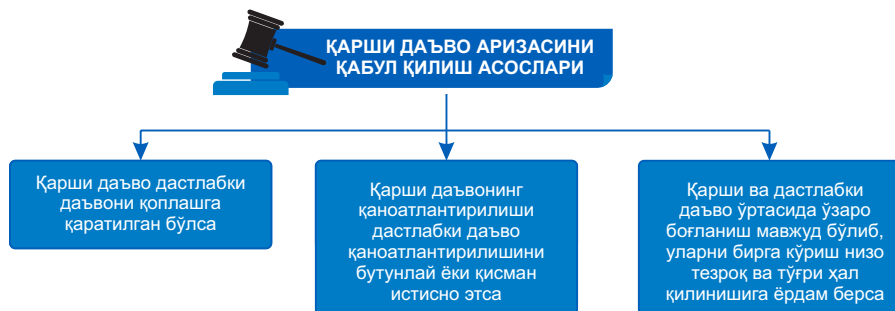 ҚАРШИ ДАЪВО АРИЗАСИНИ
ҚАБУЛ ҚИЛИШ АСОСЛАРИ
Қарши даъво дастлабки
даъвони қоплашга
қаратилган бўлса
Қарши даъвонинг
қаноатлантирилиши
дастлабки даъво
қаноатлантирилишини
бутунлай ёки қисман
истисно этса
Қарши ва дастлабки
даъво ўртасида ўзаро
боғланиш мавжуд бўлиб,
уларни бирга кўриш низо
тезроқ ва тўғри ҳал
қилинишига ёрдам берса